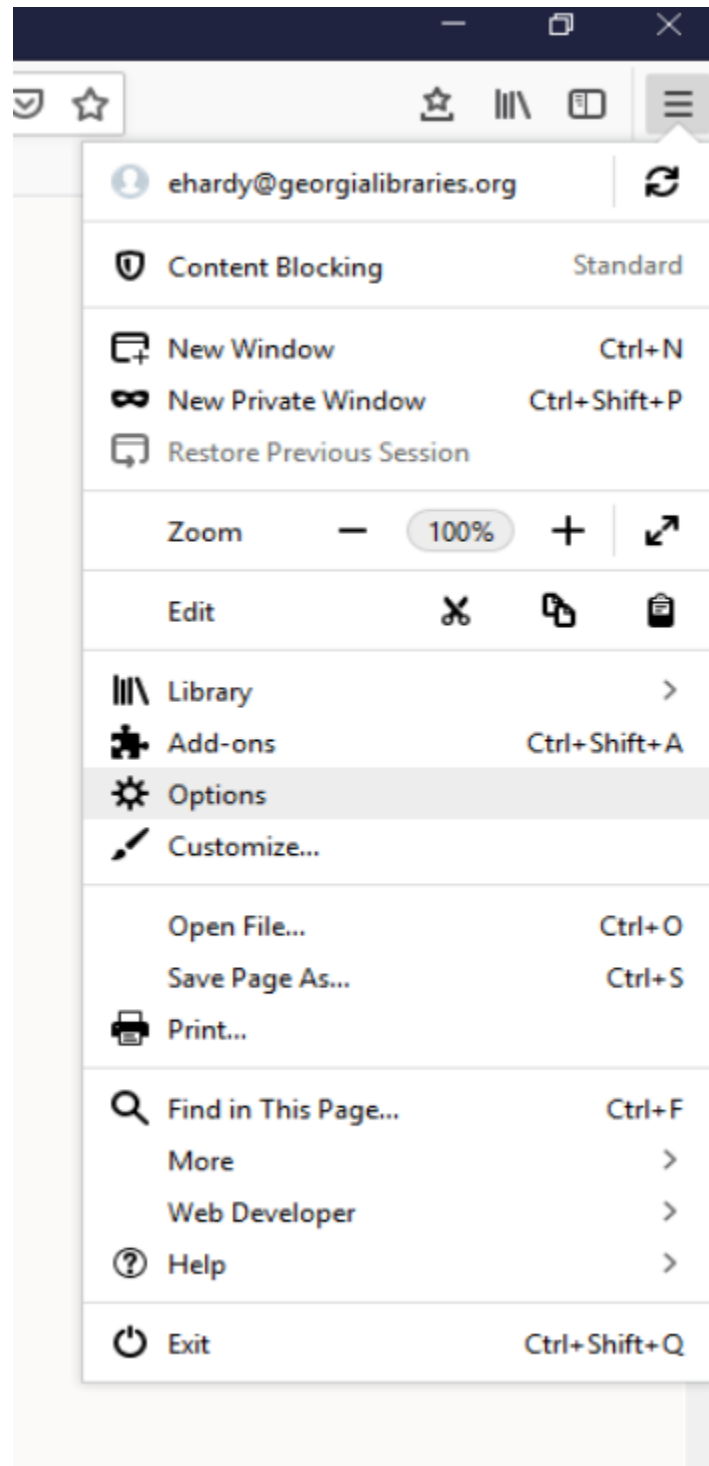 ehardy@georgialibraries.org
Content Blocking Standard
New Window Ctrl+N
New Private Window Ctrl+Shift+P
Restore Previous Session
Zoom − 100% +
Edit
Library >
Add-ons Ctrl+Shift+A
Options
Customize...
Open File... Ctrl+O
Save Page As... Ctrl+S
Print...
Find in This Page... Ctrl+F
More >
Web Developer >
Help >
Exit Ctrl+Shift+Q